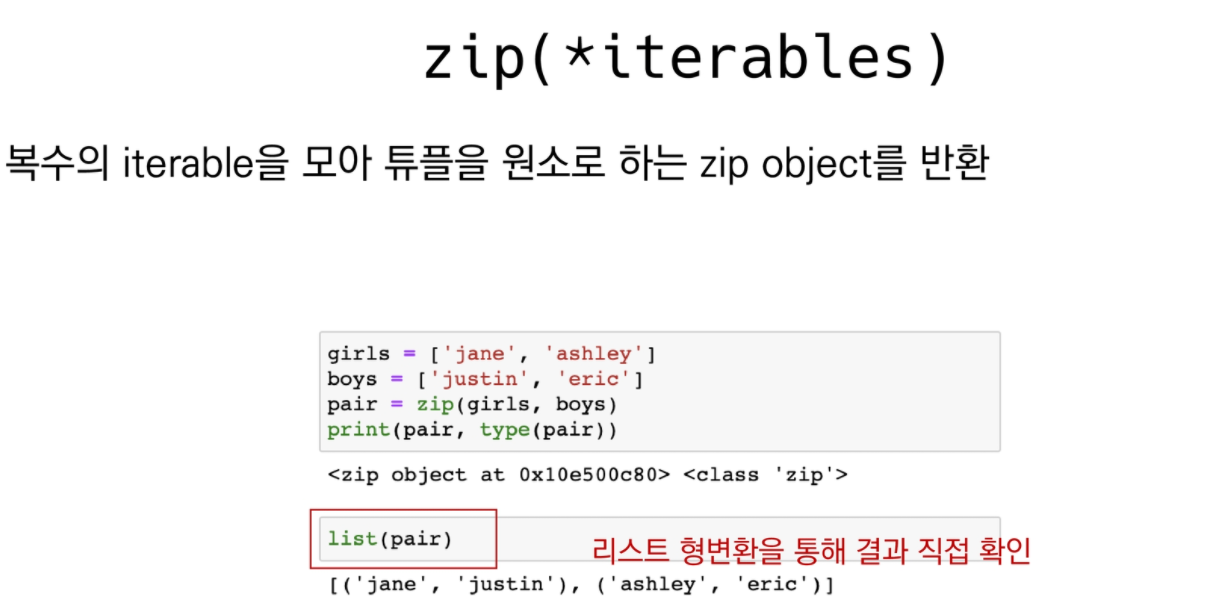 zip(*iterables)
복수의 iterable을 모아 튜플을 원소로 하는 zip object를 반환
girls = ['jane', 'ashley']
boys = ['justin', 'eric']
pair = zip(girls, boys)
print(pair, type(pair))
<zip object at 0x10e500c80> <class 'zip'>
list(pair)
리스트 형변환을 통해 결과 직접 확인
[('jane', 'justin'), ('ashley', 'eric')]